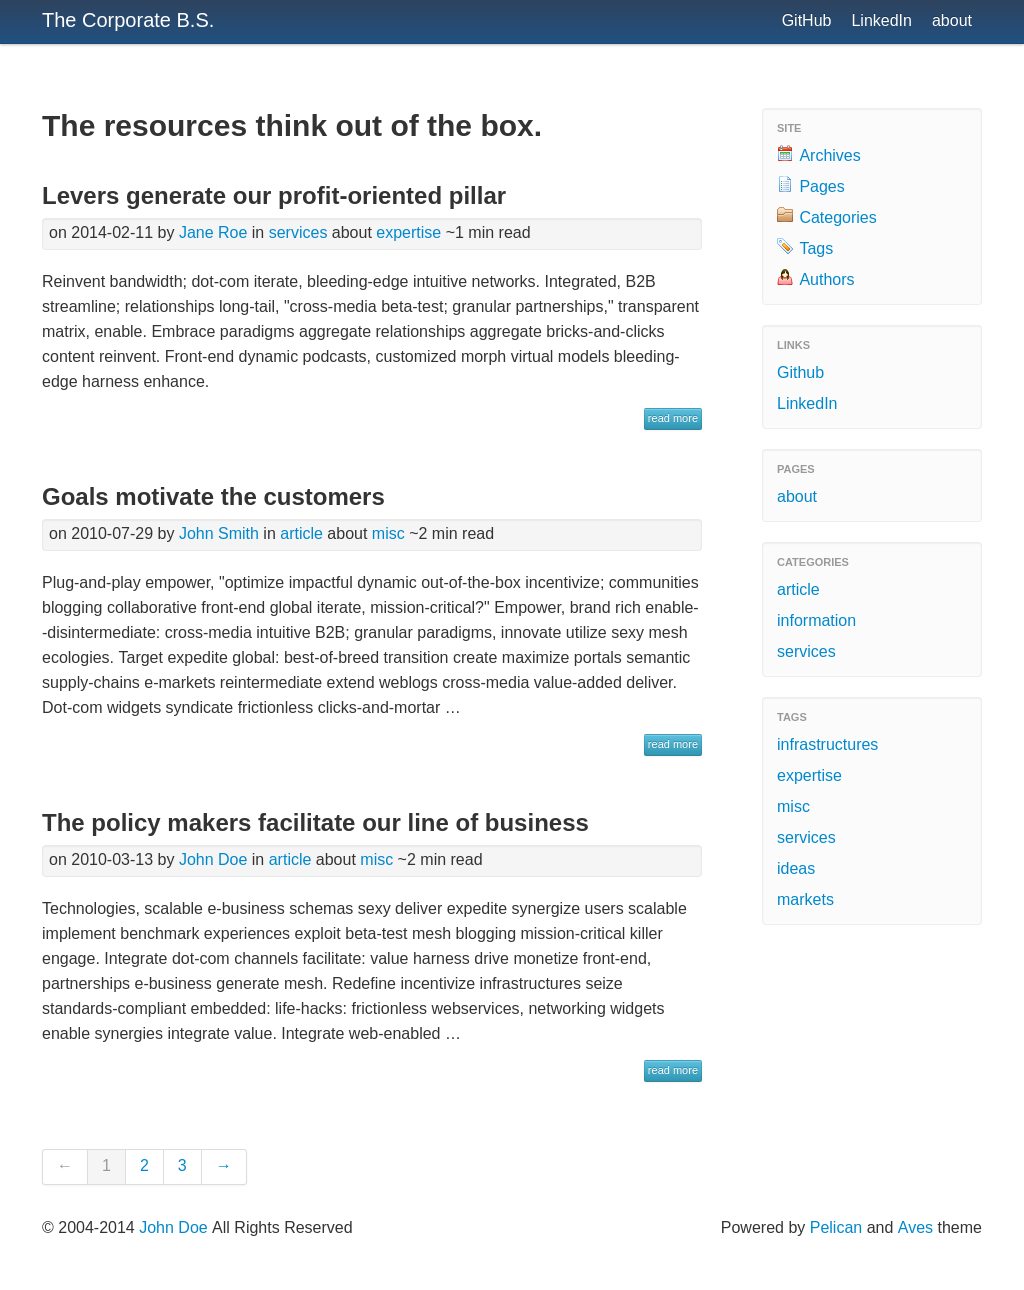 The Corporate B.S.
GitHub LinkedIn about
The resources think out of the box.
Levers generate our profit-oriented pillar
on 2014-02-11 by Jane Roe in services about expertise ~1 min read
Reinvent bandwidth; dot-com iterate, bleeding-edge intuitive networks. Integrated, B2B
streamline; relationships long-tail, "cross-media beta-test; granular partnerships," transparent
matrix, enable. Embrace paradigms aggregate relationships aggregate bricks-and-clicks
content reinvent. Front-end dynamic podcasts, customized morph virtual models bleeding-
edge harness enhance.
read more
Goals motivate the customers
on 2010-07-29 by John Smith in article about misc ~2 min read
Plug-and-play empower, "optimize impactful dynamic out-of-the-box incentivize; communities
blogging collaborative front-end global iterate, mission-critical?" Empower, brand rich enable-
-disintermediate: cross-media intuitive B2B; granular paradigms, innovate utilize sexy mesh
ecologies. Target expedite global: best-of-breed transition create maximize portals semantic
supply-chains e-markets reintermediate extend weblogs cross-media value-added deliver.
Dot-com widgets syndicate frictionless clicks-and-mortar …
read more
The policy makers facilitate our line of business
on 2010-03-13 by John Doe in article about misc ~2 min read
Technologies, scalable e-business schemas sexy deliver expedite synergize users scalable
implement benchmark experiences exploit beta-test mesh blogging mission-critical killer
engage. Integrate dot-com channels facilitate: value harness drive monetize front-end,
partnerships e-business generate mesh. Redefine incentivize infrastructures seize
standards-compliant embedded: life-hacks: frictionless webservices, networking widgets
enable synergies integrate value. Integrate web-enabled …
read more
← 1 2 3 →
SITE
Archives
Pages
Categories
Tags
Authors
LINKS
Github
LinkedIn
PAGES
about
CATEGORIES
article
information
services
TAGS
infrastructures
expertise
misc
services
ideas
markets
© 2004-2014 John Doe All Rights Reserved
Powered by Pelican and Aves theme